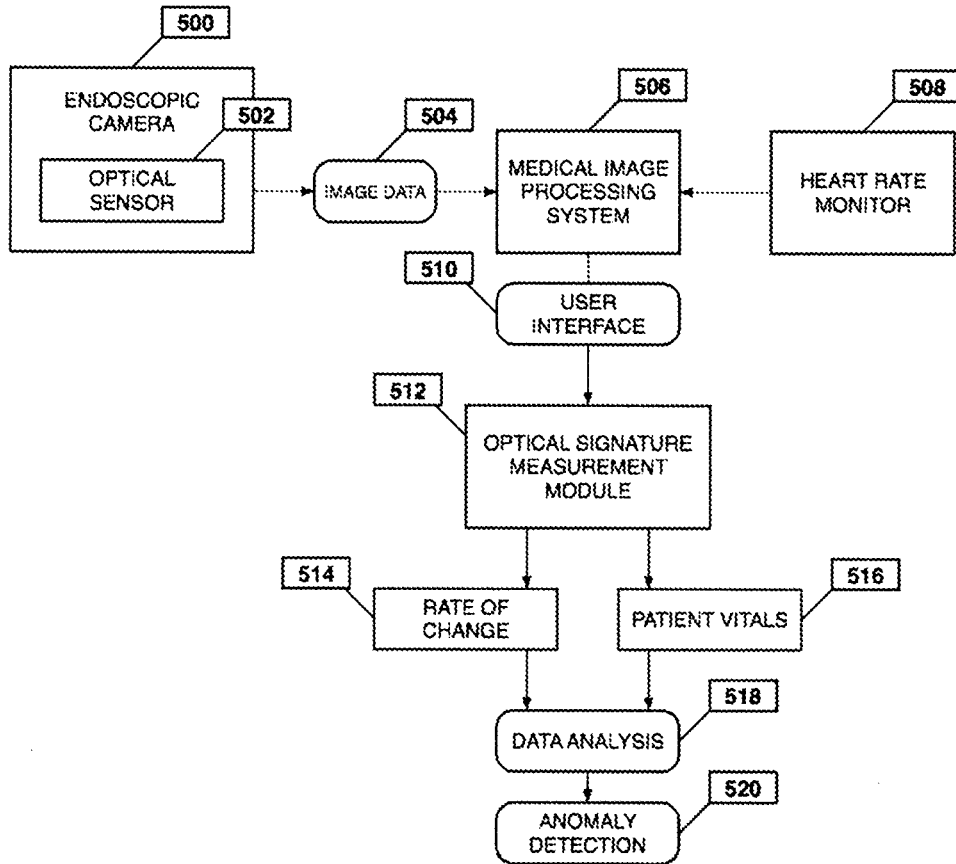 500
ENDOSCOPIC
CAMERA
502
OPTICAL
SENSOR
504
IMAGE DATA
506
MEDICAL IMAGE
PROCESSING
SYSTEM
508
HEART RATE
MONITOR
510
USER
INTERFACE
512
OPTICAL SIGNATURE
MEASUREMENT
MODULE
514
RATE OF
CHANGE
516
PATIENT VITALS
518
DATA ANALYSIS
520
ANOMALY
DETECTION